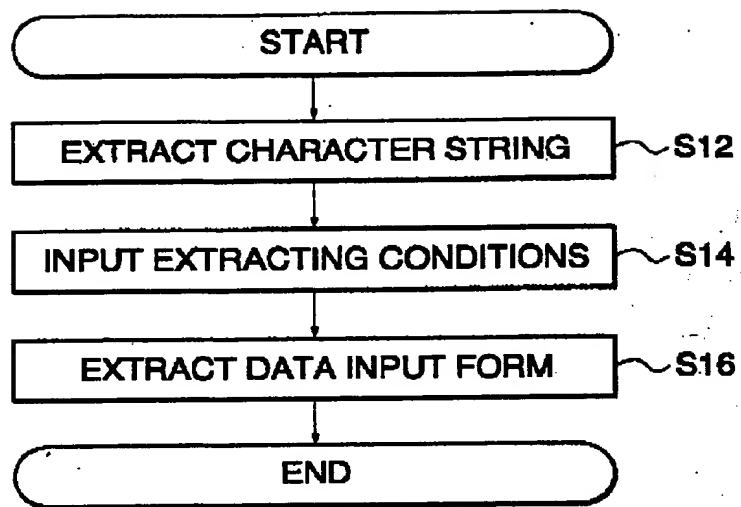 START
EXTRACT CHARACTER STRING S12
INPUT EXTRACTING CONDITIONS S14
EXTRACT DATA INPUT FORM S16
END